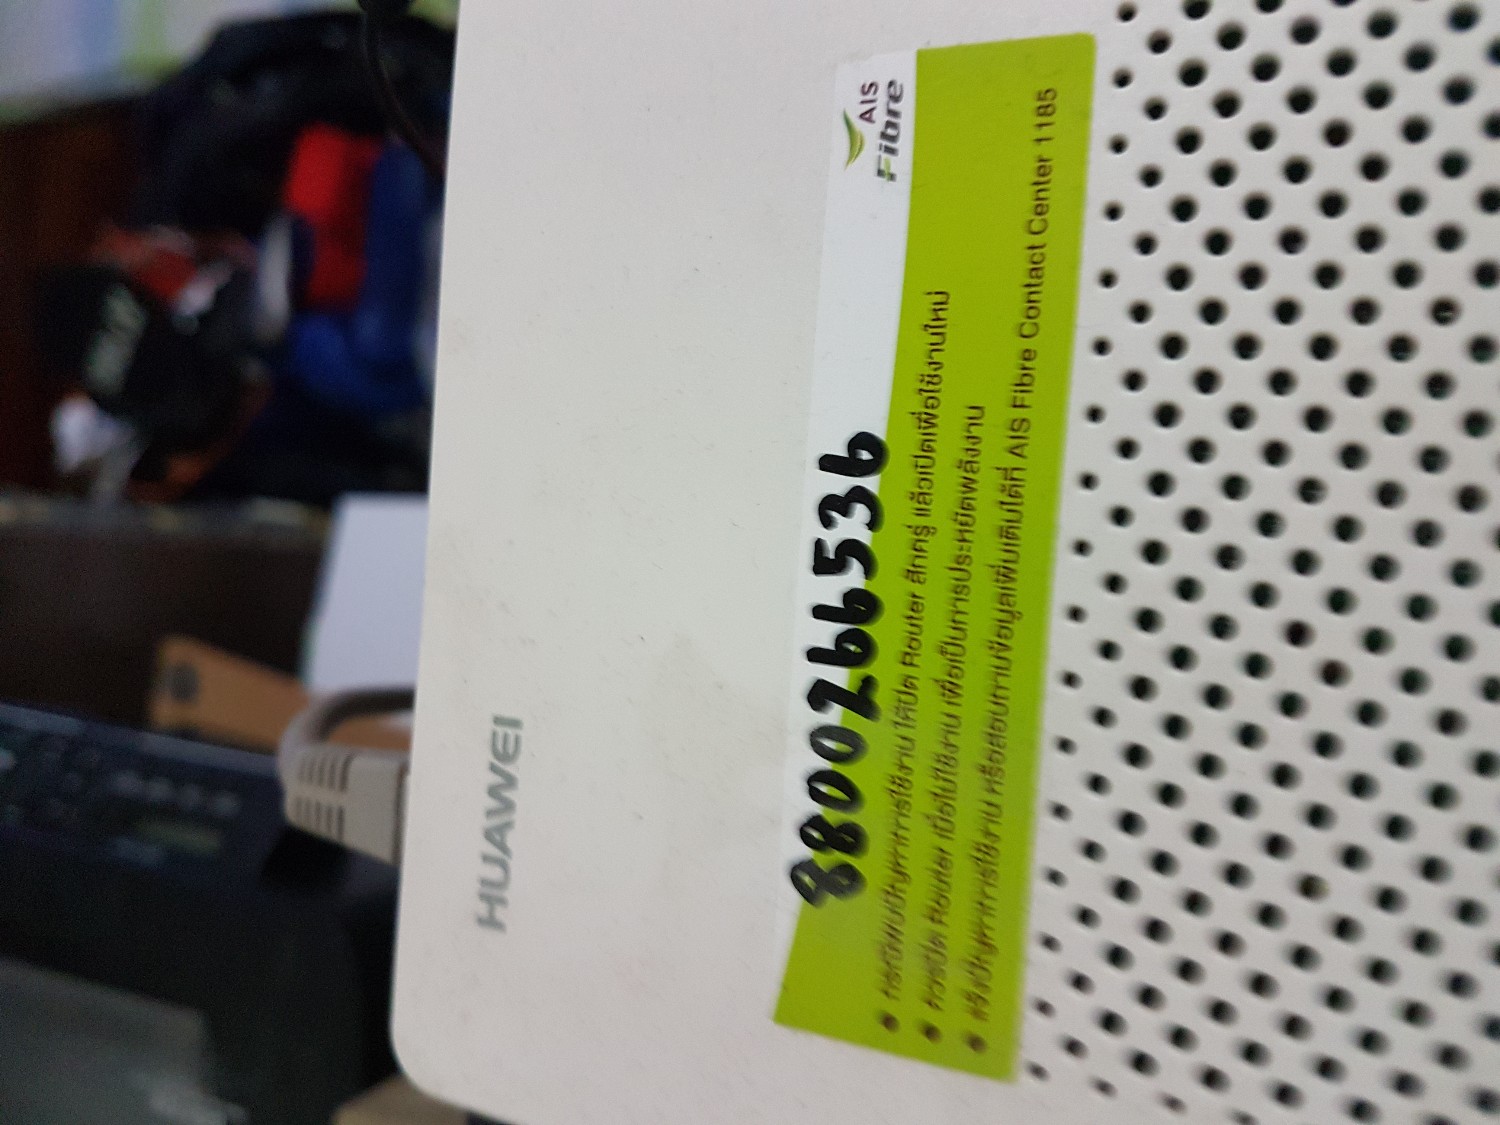 HUAWEI
AIS
Fibre
8800266536
• กรณีพบปัญหาการใช้งาน ให้ปิด Router สักครู่ แล้วเปิดเพื่อใช้งานใหม่
• ควรปิด Router เมื่อไม่ใช้งาน เพื่อเป็นการประหยัดพลังงาน
• แจ้งปัญหาการใช้งาน หรือสอบถามข้อมูลเพิ่มเติมได้ที่ AIS Fibre Contact Center 1185